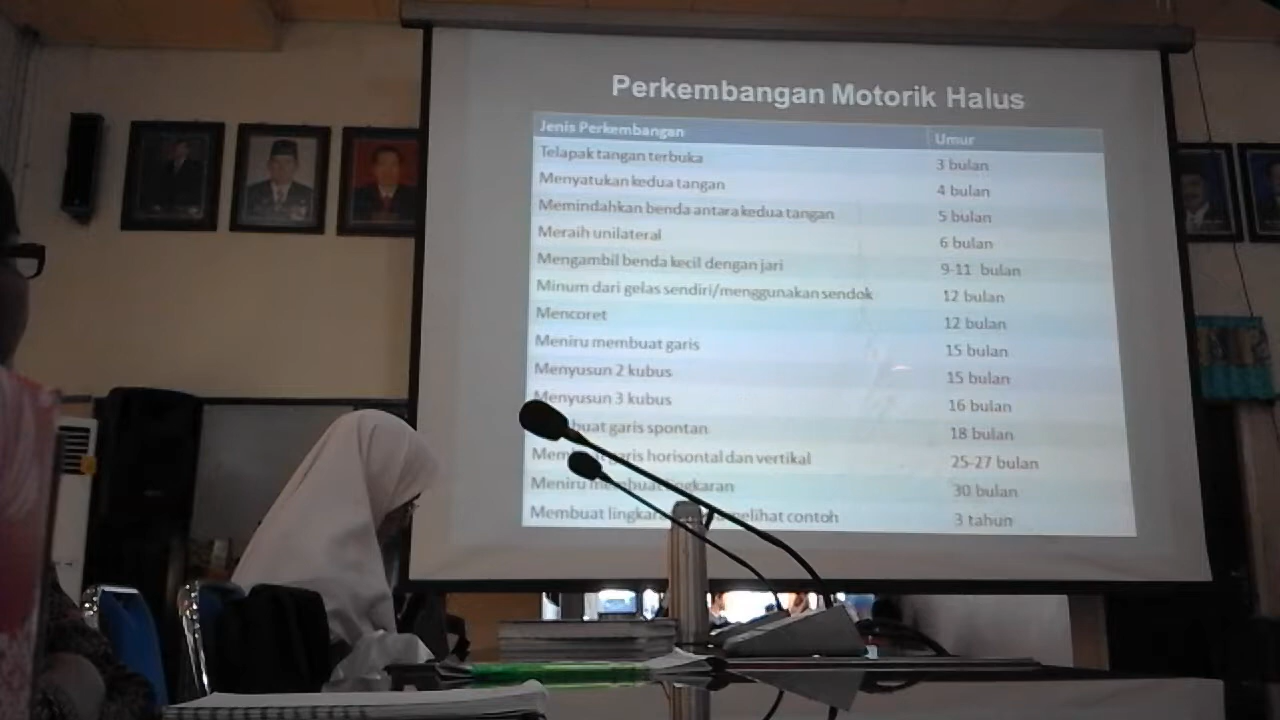 Perkembangan Motorik Halus
Jenis Perkembangan Umur
Telapak tangan terbuka 3 bulan
Menyatukan kedua tangan 4 bulan
Memindahkan benda antara kedua tangan 5 bulan
Meraih unilateral 6 bulan
Mengambil benda kecil dengan jari 9-11 bulan
Minum dari gelas sendiri/menggunakan sendok 12 bulan
Mencoret 12 bulan
Meniru membuat garis 15 bulan
Menyusun 2 kubus 15 bulan
Menyusun 3 kubus 16 bulan
garis spontan 18 bulan
garis horisontal dan vertikal 25-27 bulan
Meniru membuat lingkaran 30 bulan
Membuat melihat contoh 3 tahun